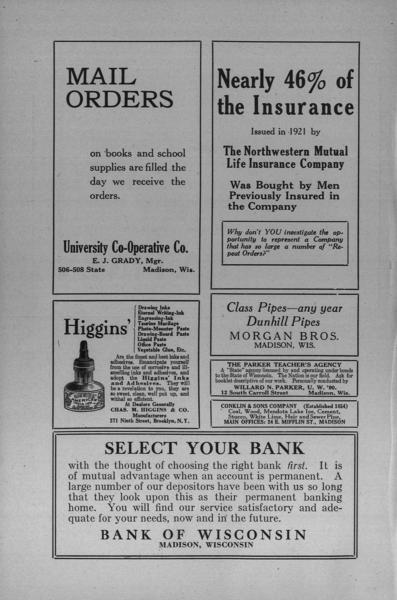 MAIL
ORDERS
on books and school
supplies are filled the
day we receive the
orders.
University Co-Operative Co.
E. J. GRADY, Mgr.
506-508 State Madison, Wis.
Nearly 46% of
the Insurance
Issued in 1921 by
The Northwestern Mutual
Life Insurance Company
Was Bought by Men
Previously Insured in
the Company
Why don't YOU investigate the op-
portunity to represent a Company
that has so large a number of "Re-
peat Orders?"
Higgins'
Drawing Inks
Eternal Writing-Ink
Engrossing-Ink
Taurine Mucilage
Photo-Mounter Paste
Drawing-Board Paste
Liquid Paste
Office Paste
Vegetable Glue, Etc.
Are the finest and best inks and
adhesives. Emancipate yourself
from the use of corrosive and ill-
smelling inks and adhesives, and
adopt the Higgins' Inks
and Adhesives. They will
be a revelation to you, they are
so sweet, clean, well put up, and
withal so efficient.
At Dealers Generally
CHAS. M. HIGGINS & CO.
Manufacturers
271 Ninth Street, Brooklyn, N. Y.
Class Pipes—any year
Dunhill Pipes
MORGAN BROS.
MADISON, WIS.
THE PARKER TEACHER'S AGENCY
A "State" agency licensed by and operating under bonds
to the State of Wisconsin. The Nation is our field. Ask for
booklet descriptive of our work. Personally conducted by
WILLARD N. PARKER, U. W. '90.
12 South Carroll Street Madison, Wis.
CONKLIN & SONS COMPANY (Established 1854)
Coal, Wood, Mendota Lake Ice, Cement,
Stucco, White Lime, Hair and Sewer Pipe,
MAIN OFFICES: 24 E. MIFFLIN ST., MADISON
SELECT YOUR BANK
with the thought of choosing the right bank first. It is
of mutual advantage when an account is permanent. A
large number of our depositors have been with us so long
that they look upon this as their permanent banking
home. You will find our service satisfactory and ade-
quate for your needs, now and in the future.
BANK OF WISCONSIN
MADISON, WISCONSIN